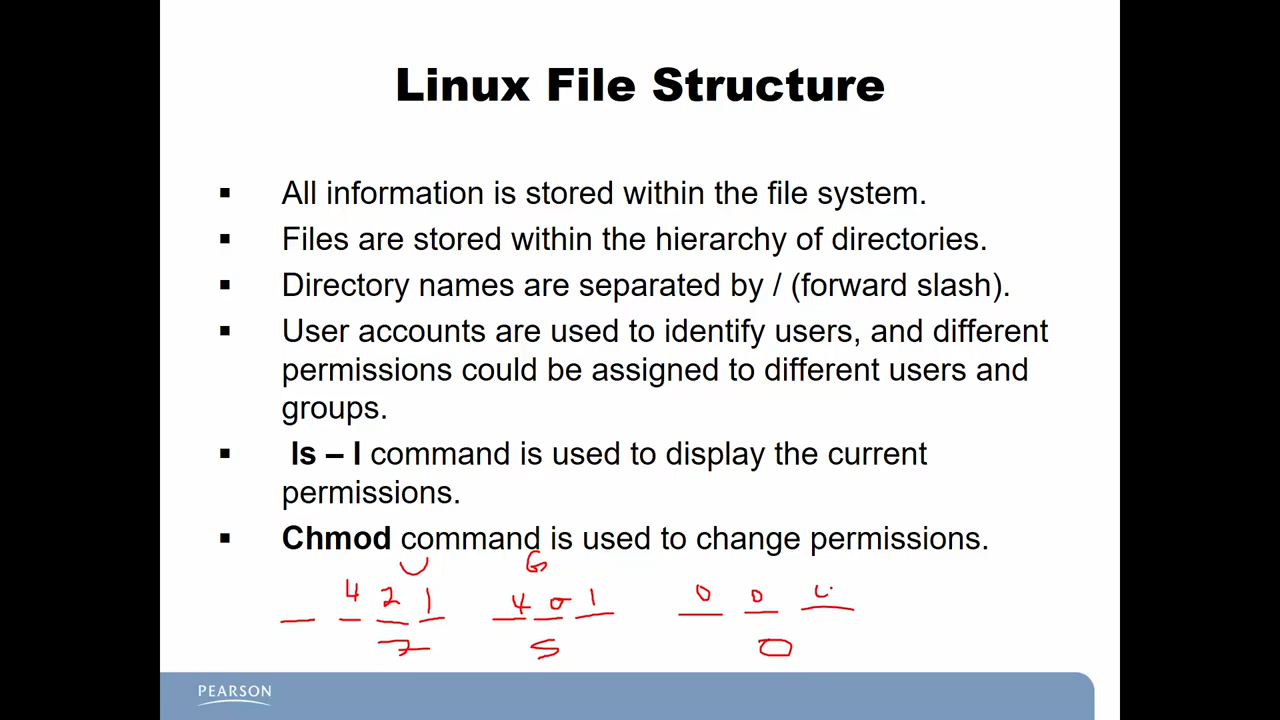 Linux File Structure
▪ All information is stored within the file system.
▪ Files are stored within the hierarchy of directories.
▪ Directory names are separated by / (forward slash).
▪ User accounts are used to identify users, and different
permissions could be assigned to different users and
groups.
▪ ls – l command is used to display the current
permissions.
▪ Chmod command is used to change permissions.
U G
4 2 1 4 0 1 0 0
7 5 0
PEARSON